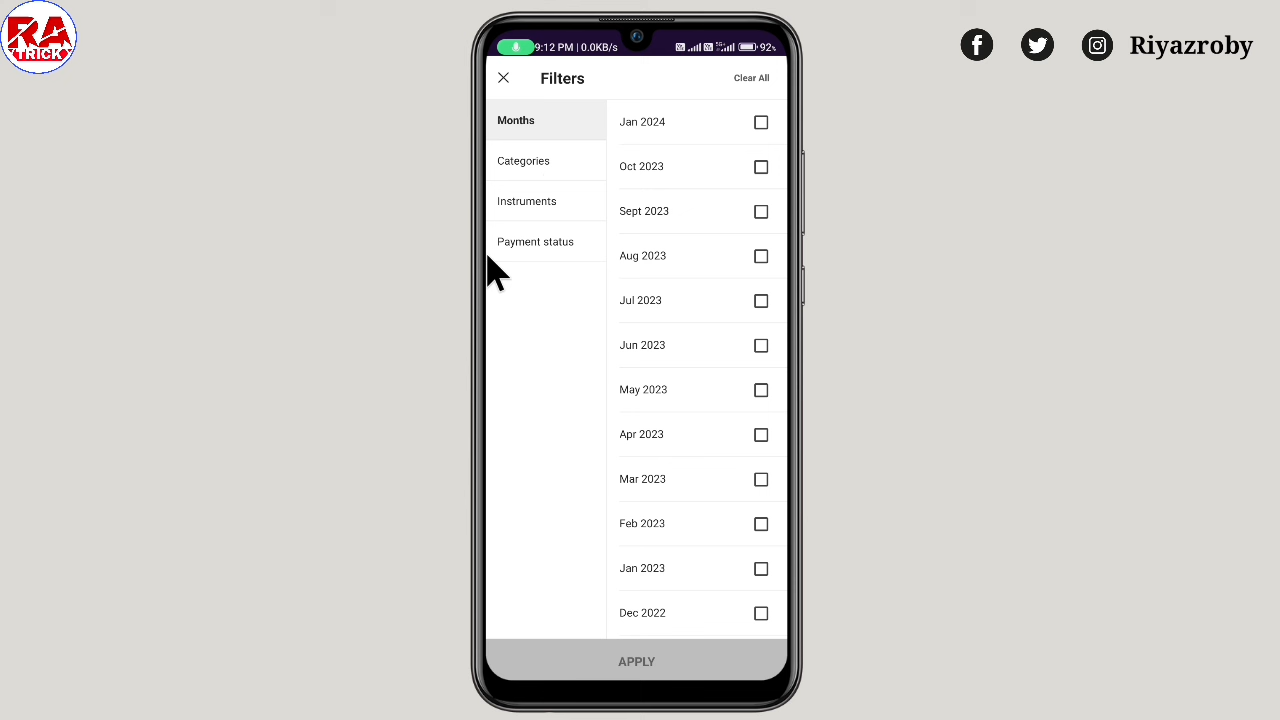 RA
TRICK
9:12 PM | 0.0KB/s
92%
Riyazroby
Filters
Clear All
Months
Categories
Instruments
Payment status
Jan 2024
Oct 2023
Sept 2023
Aug 2023
Jul 2023
Jun 2023
May 2023
Apr 2023
Mar 2023
Feb 2023
Jan 2023
Dec 2022
APPLY